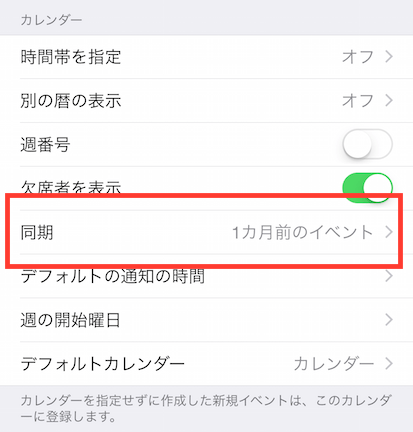 カレンダー
時間帯を指定 オフ
別の暦の表示 オフ
週番号
欠席者を表示
同期 1カ月前のイベント
デフォルトの通知の時間
週の開始曜日
デフォルトカレンダー カレンダー
カレンダーを指定せずに作成した新規イベントは、このカレンダ
ーに登録します。